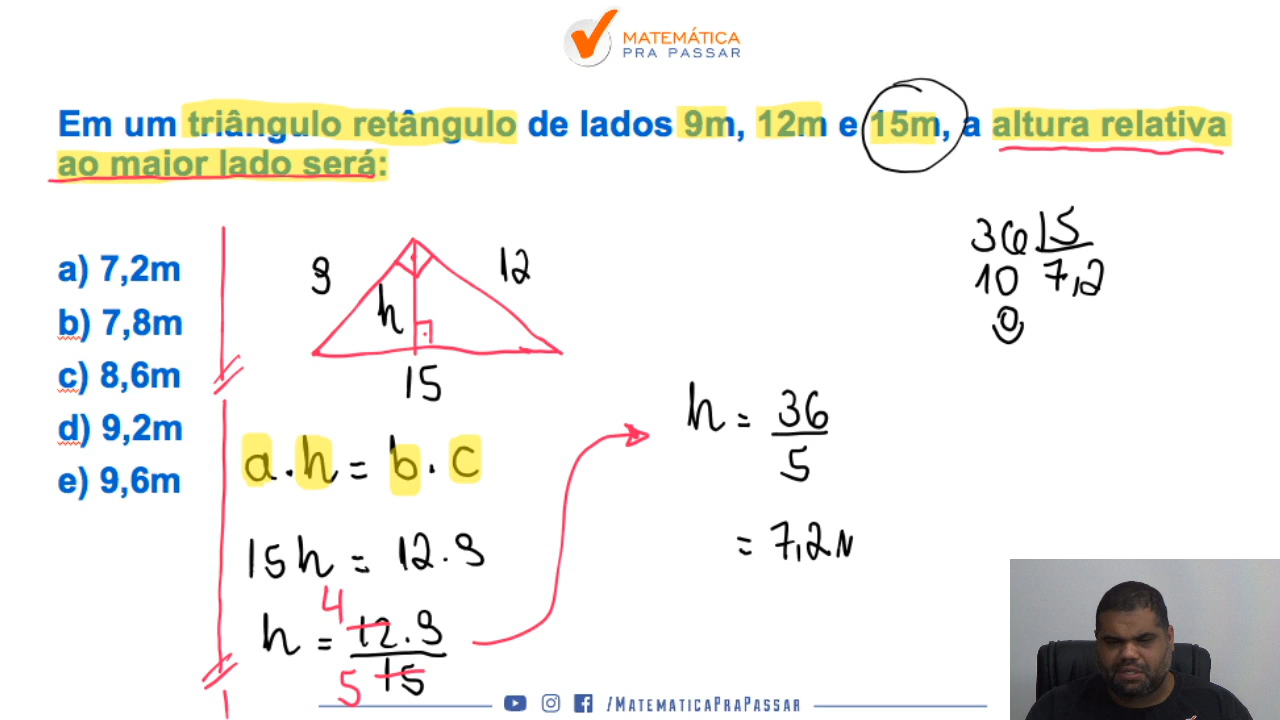 MATEMÁTICA
PRA PASSAR
Em um triângulo retângulo de lados 9m, 12m e 15m, a altura relativa
ao maior lado será:
a) 7,2m
b) 7,8m
c) 8,6m
d) 9,2m
e) 9,6m
9
12
h
15
a.h = b.c
15h = 12.9
h = 12.9
15
4
5
h = 36
5
= 7,2m
36 5
10 7,2
0
/MATEMATICAPRAPASSAR